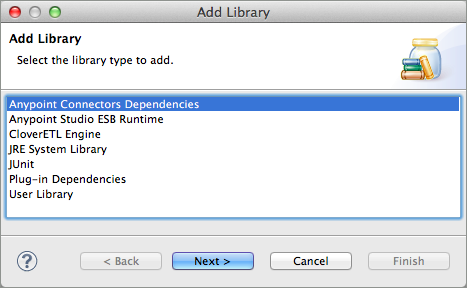 Add Library
Add Library
Select the library type to add.
Anypoint Connectors Dependencies
Anypoint Studio ESB Runtime
CloverETL Engine
JRE System Library
JUnit
Plug-in Dependencies
User Library
?
< Back
Next >
Cancel
Finish